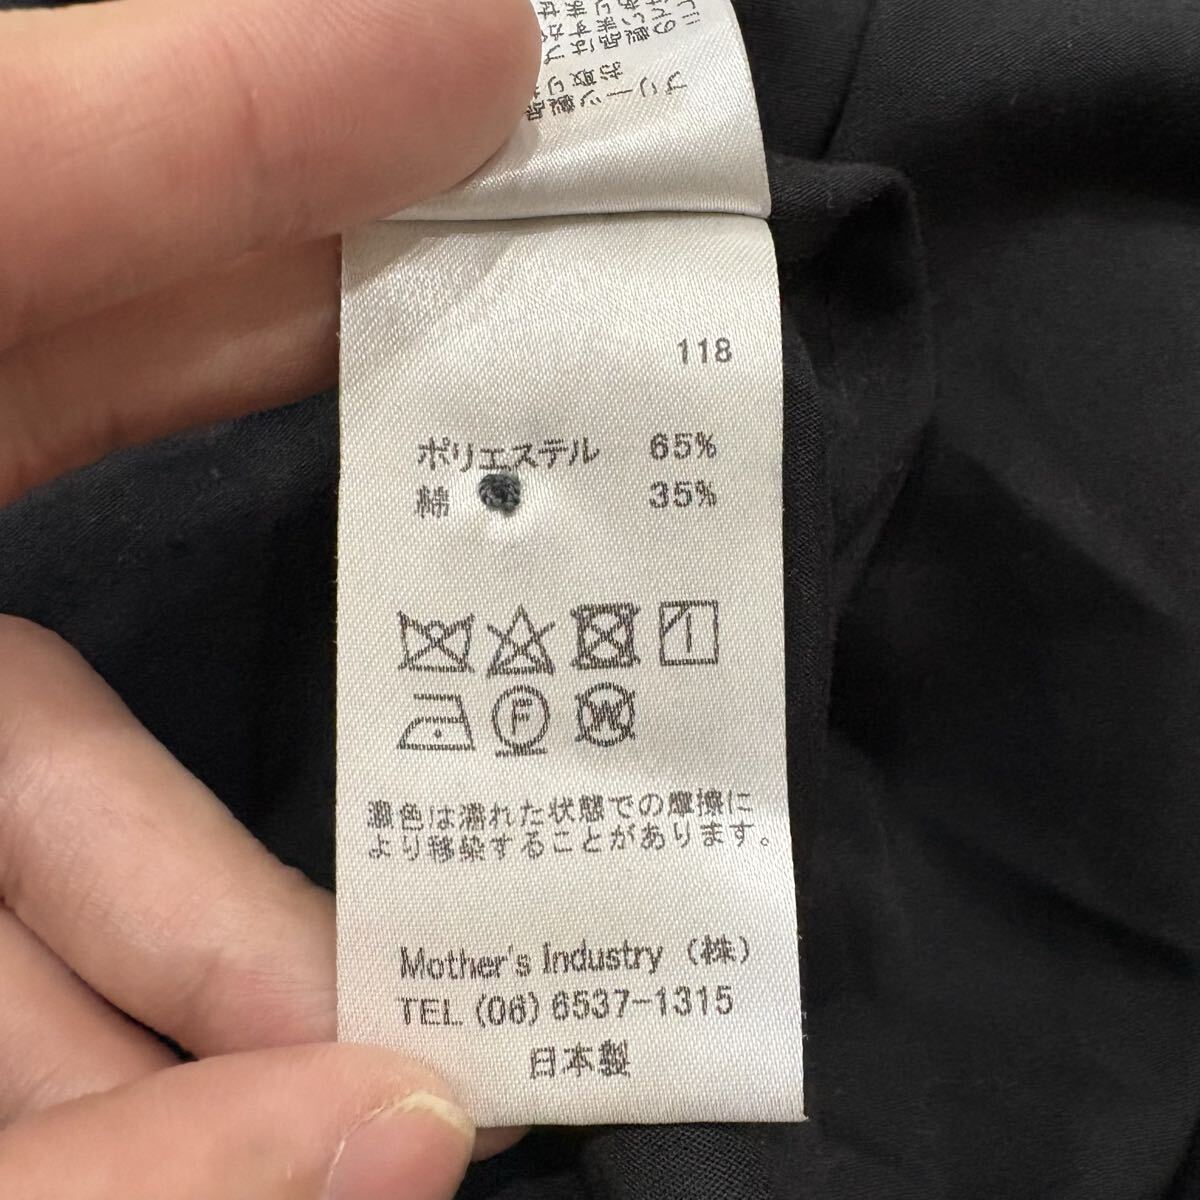 118
ポリエステル 65%
綿 35%
F
W
濃色は濡れた状態での摩擦に
より移染することがあります。
Mother's Industry (株)
TEL (06) 6537-1315
日本製